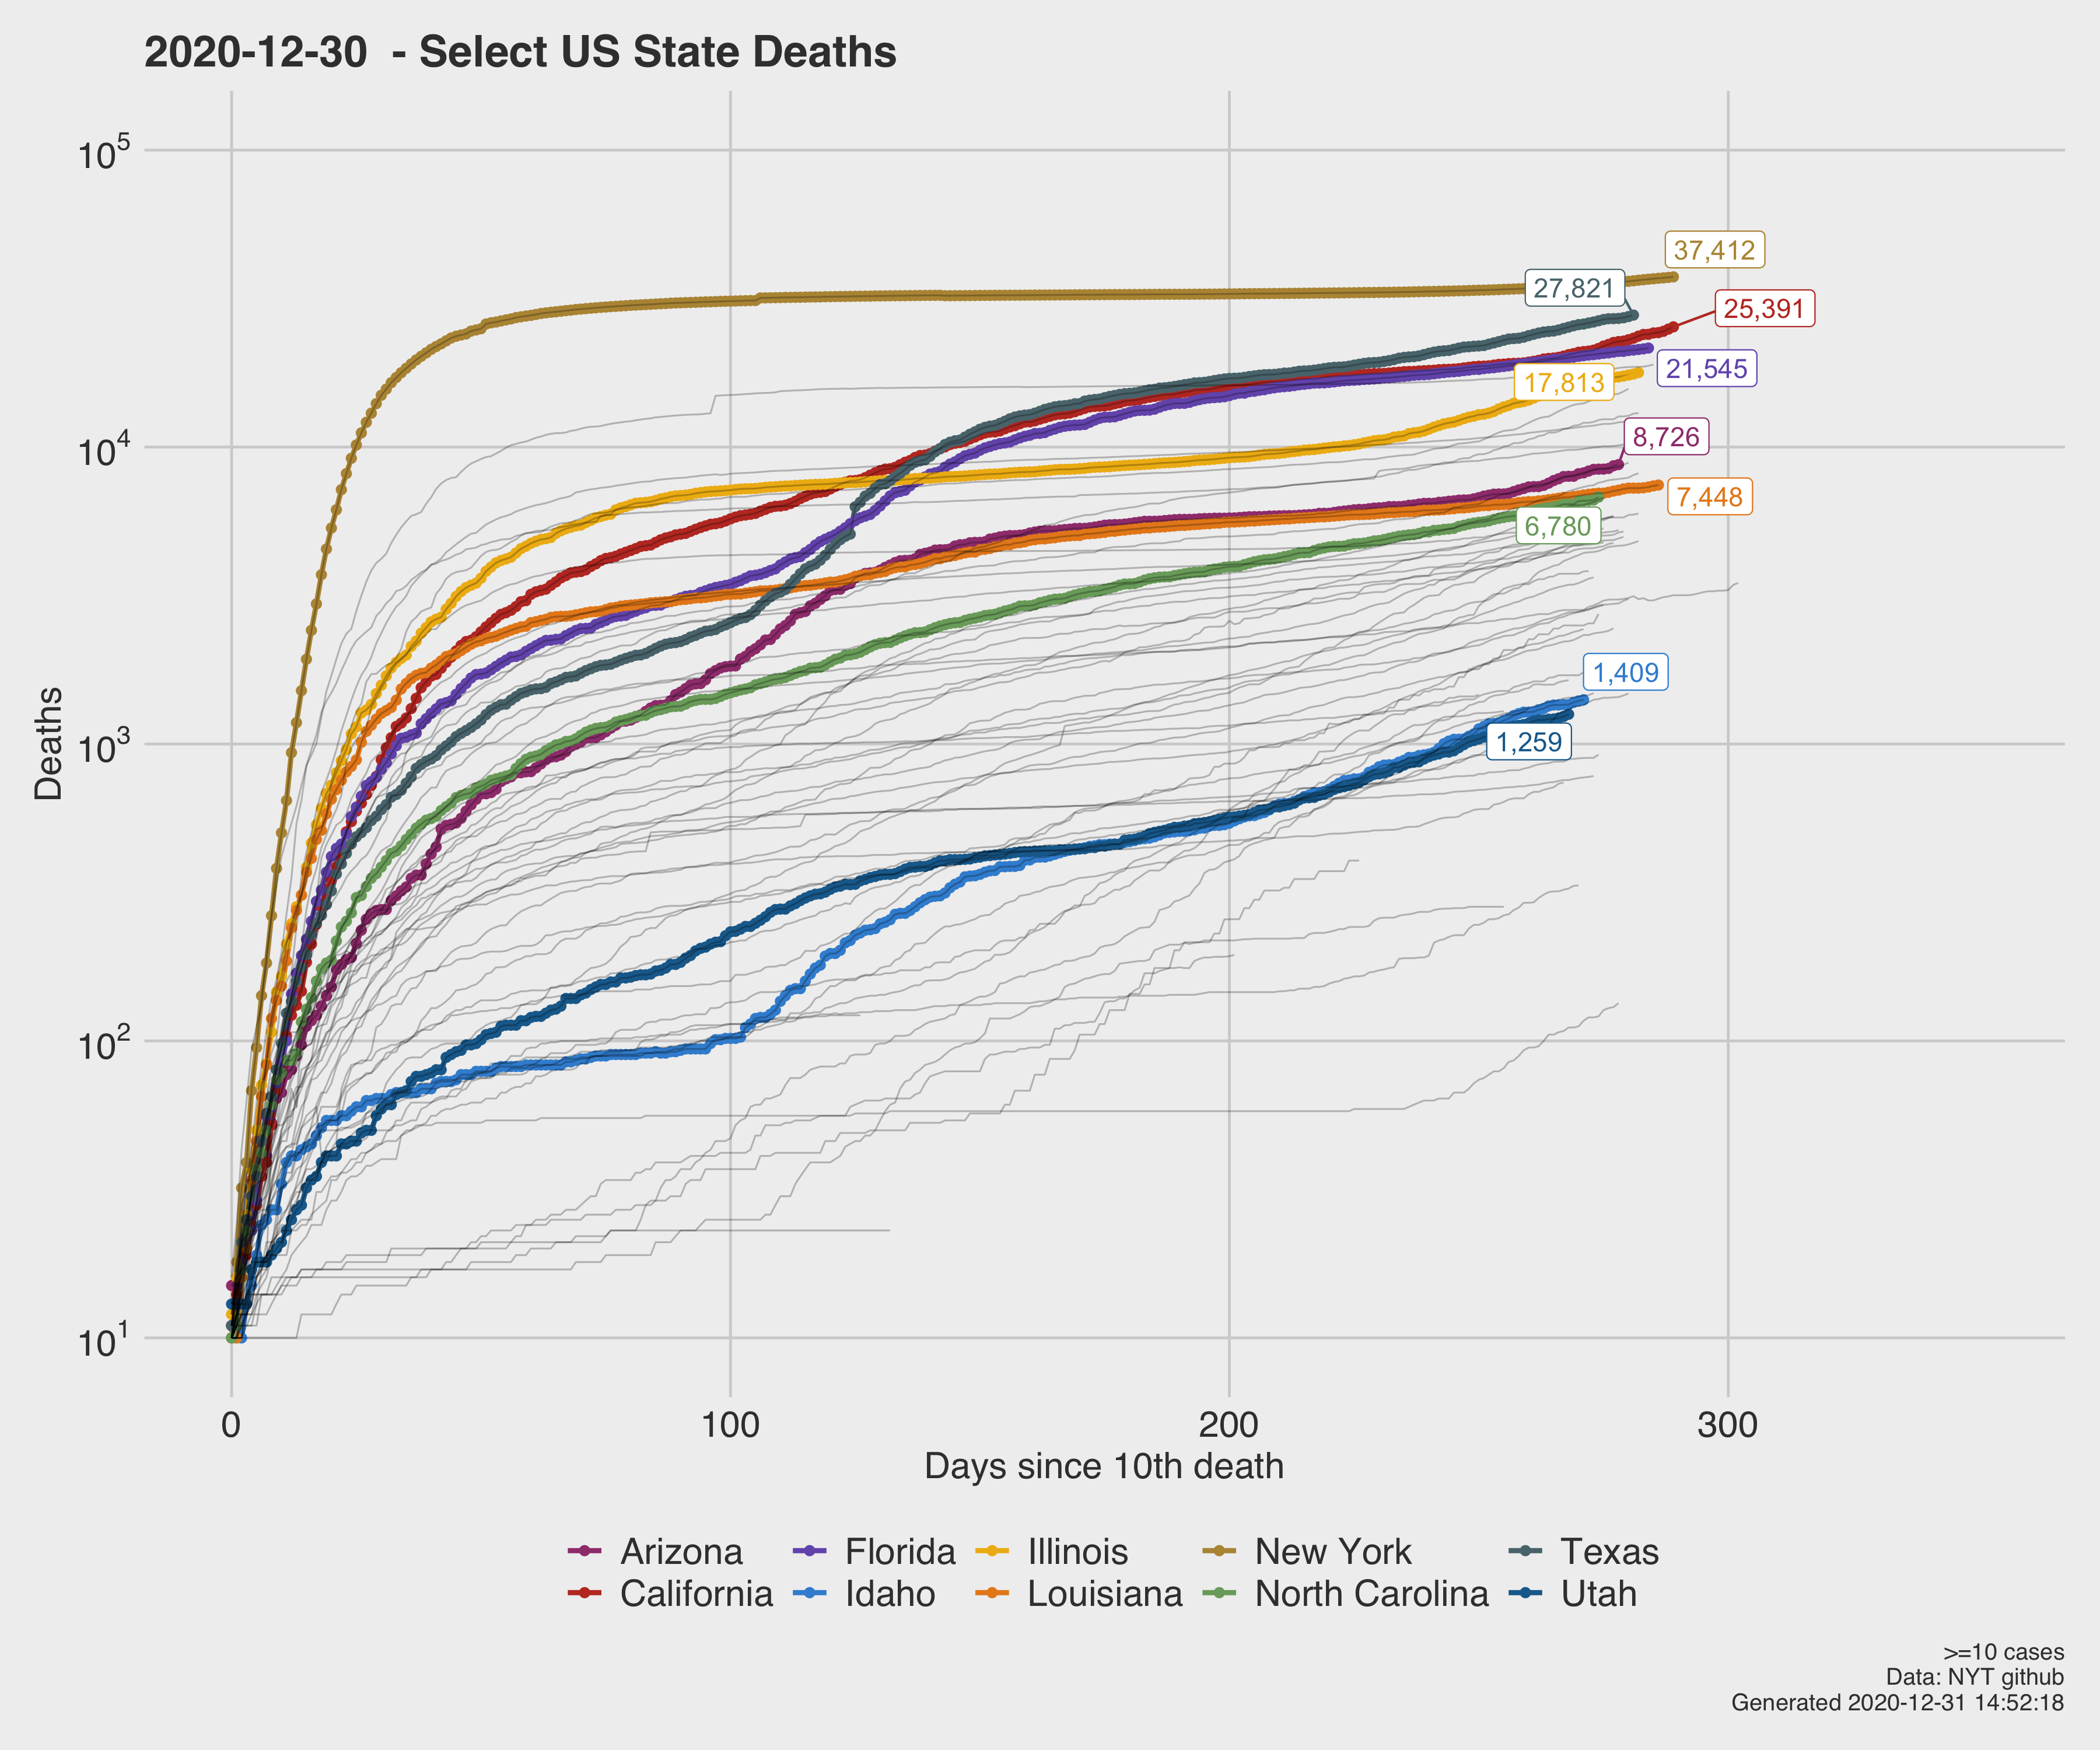 2020-12-30  - Select US State Deaths
Deaths
10^5
10^4
10^3
10^2
10^1
37,412
27,821
25,391
21,545
17,813
8,726
7,448
6,780
1,409
1,259
0 100 200 300
Days since 10th death
Arizona Florida Illinois New York Texas
California Idaho Louisiana North Carolina Utah
>=10 cases
Data: NYT github
Generated 2020-12-31 14:52:18